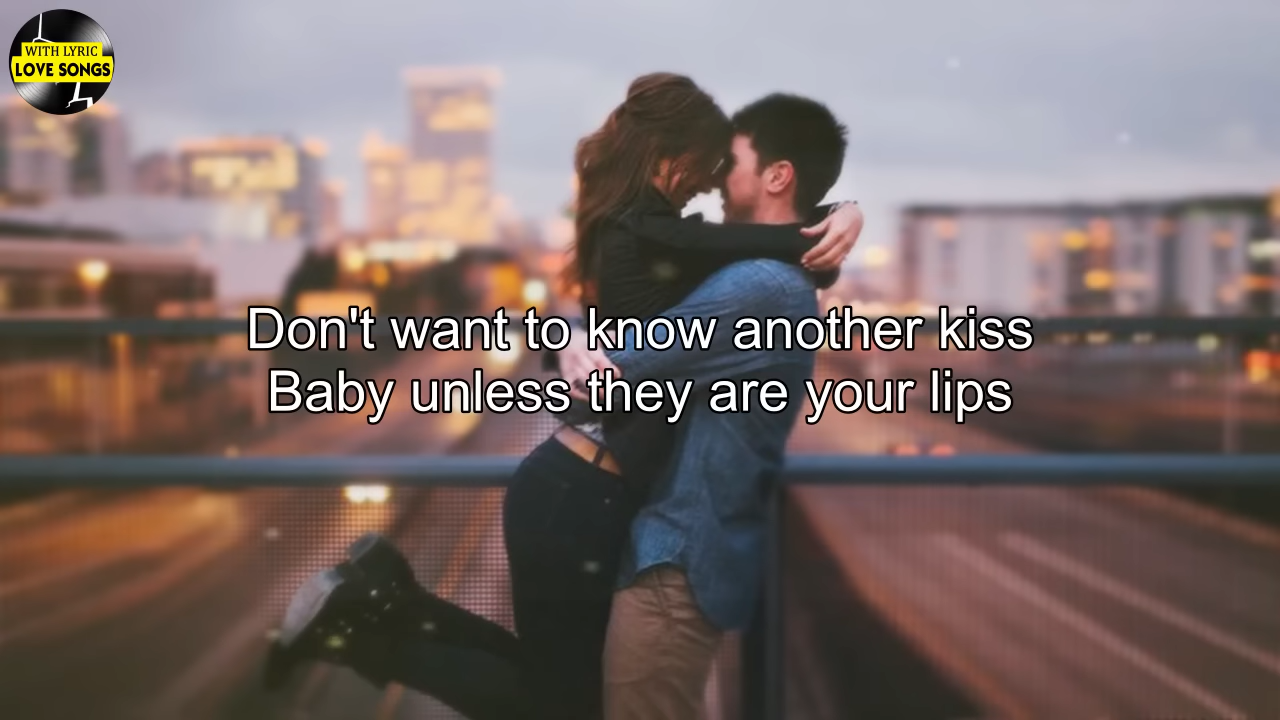 WITH LYRIC
LOVE SONGS
Don't want to know another kiss
Baby unless they are your lips